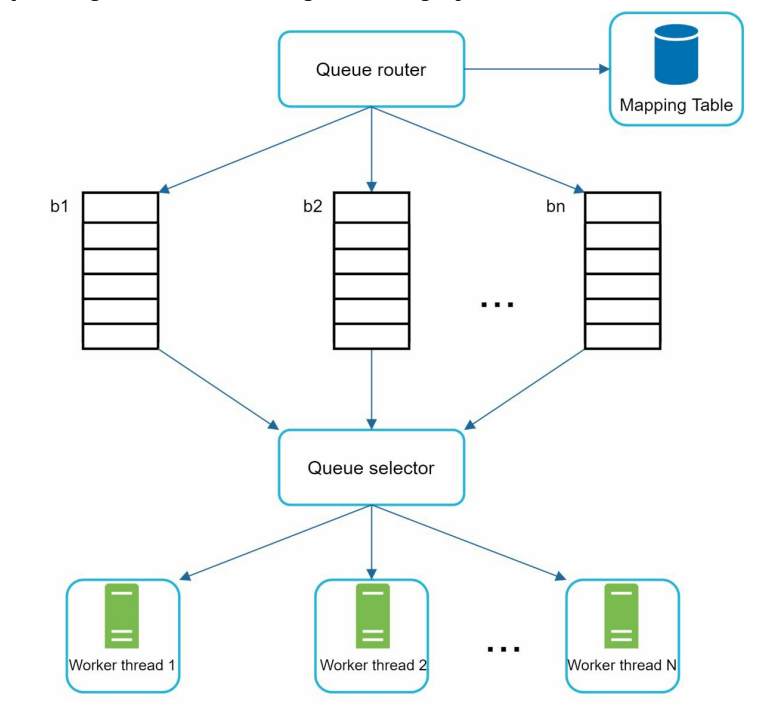 Queue router
Mapping Table
b1
b2
bn
...
Queue selector
Worker thread 1
Worker thread 2
...
Worker thread N